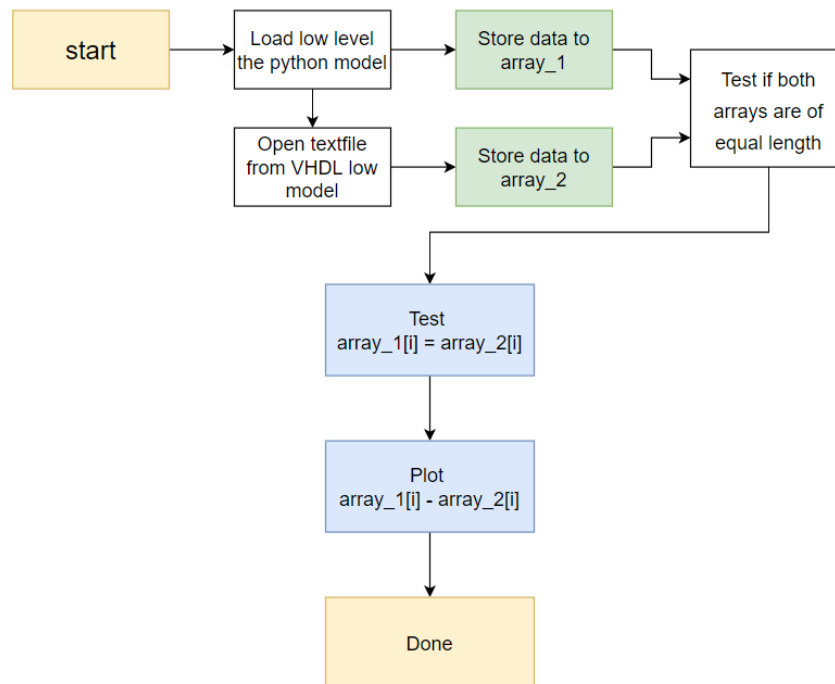 start
Load low level
the python model
Store data to
array_1
Test if both
arrays are of
equal length
Open textfile
from VHDL low
model
Store data to
array_2
Test
array_1[i] = array_2[i]
Plot
array_1[i] - array_2[i]
Done